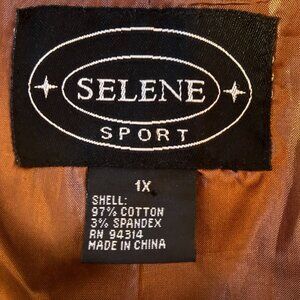 SELENE
SPORT
1X
SHELL:
97% COTTON
3% SPANDEX
RN 94314
MADE IN CHINA